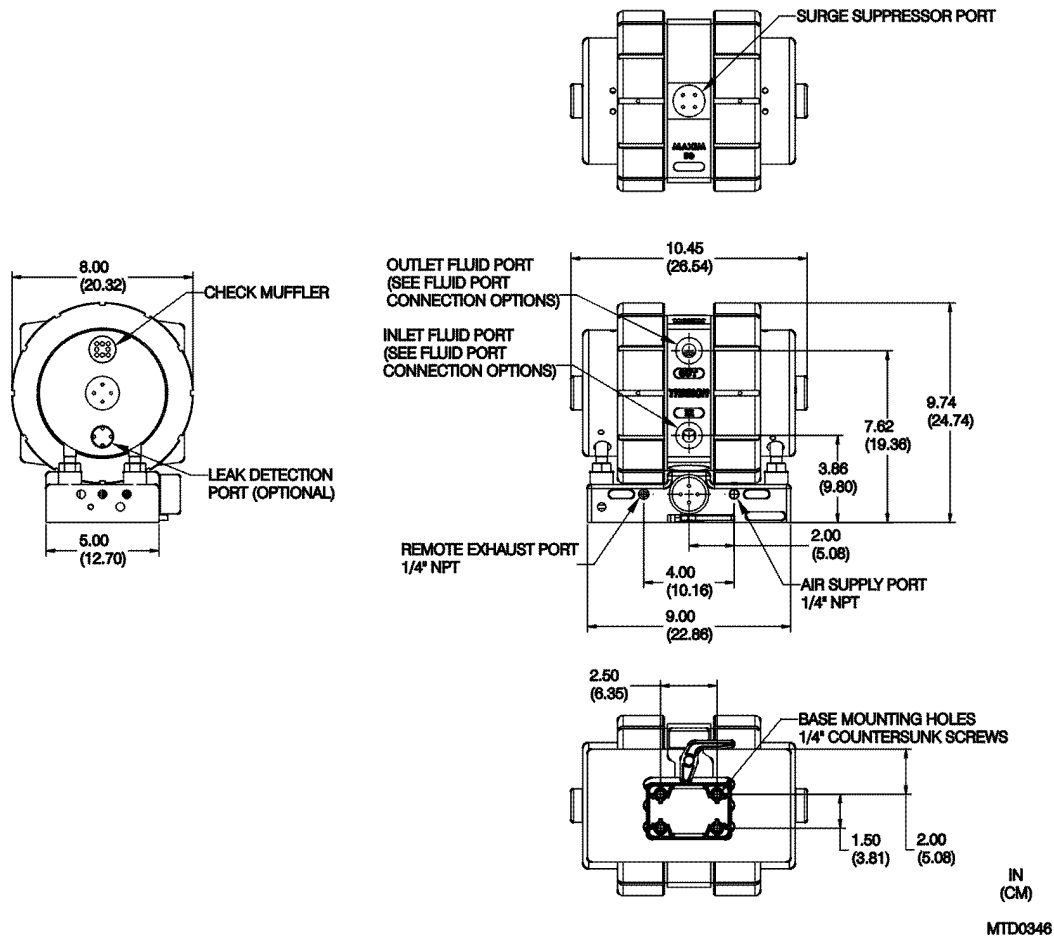 SURGE SUPPRESSOR PORT
MAXIM
50
8.00
(20.32)
CHECK MUFFLER
LEAK DETECTION
PORT (OPTIONAL)
5.00
(12.70)
10.45
(26.54)
OUTLET FLUID PORT
(SEE FLUID PORT
CONNECTION OPTIONS)
INLET FLUID PORT
(SEE FLUID PORT
CONNECTION OPTIONS)
OUT
IN
9.74
(24.74)
7.62
(19.36)
3.86
(9.80)
2.00
(5.08)
REMOTE EXHAUST PORT
1/4" NPT
4.00
(10.16)
AIR SUPPLY PORT
1/4" NPT
9.00
(22.86)
2.50
(6.35)
BASE MOUNTING HOLES
1/4" COUNTERSUNK SCREWS
1.50
(3.81)
2.00
(5.08)
IN
(CM)
MTD0346